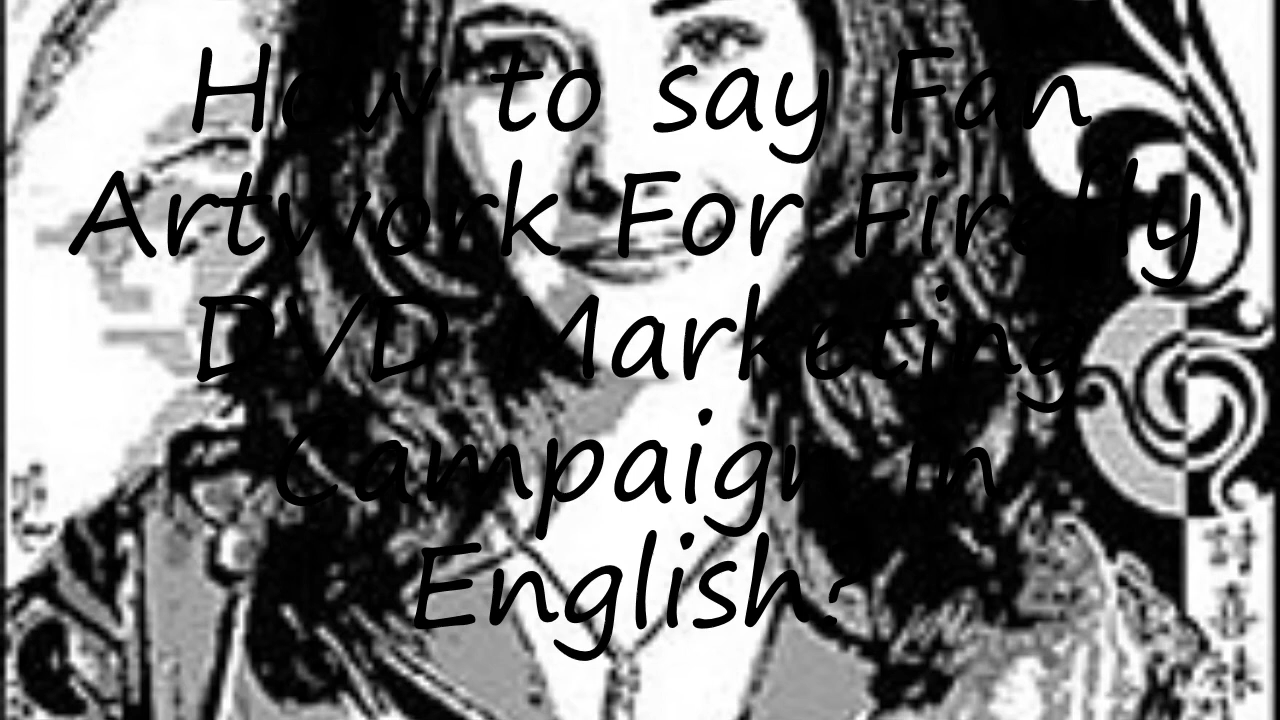 How to say Fan
Artwork For Firefly
DVD Marketing
Campaign in
English?